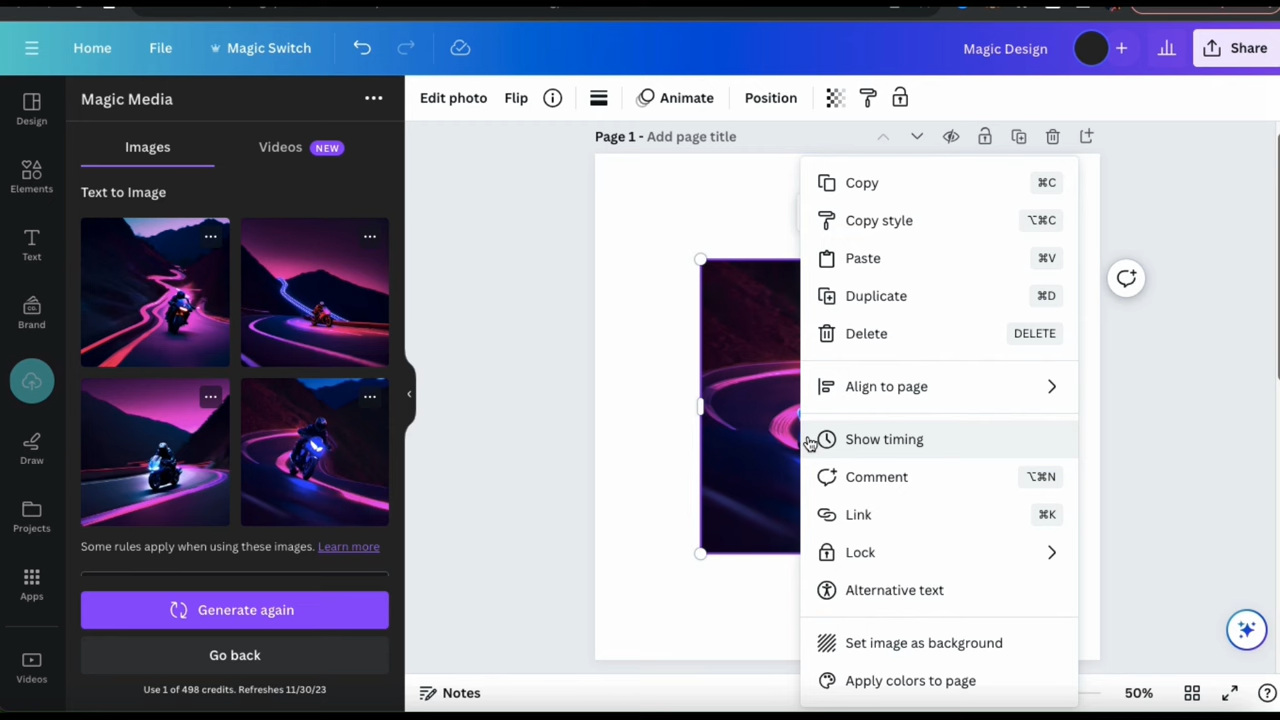 Home
File
Magic Switch
Magic Design
Share
Design
Elements
Text
Brand
Draw
Projects
Apps
Videos
Magic Media
Images
Videos NEW
Text to Image
Some rules apply when using these images. Learn more
Generate again
Go back
Use 1 of 498 credits. Refreshes 11/30/23
Edit photo
Flip
Animate
Position
Page 1 - Add page title
Copy ⌘C
Copy style ⌥⌘C
Paste ⌘V
Duplicate ⌘D
Delete DELETE
Align to page
Show timing
Comment ⌥⌘N
Link ⌘K
Lock
Alternative text
Set image as background
Apply colors to page
Notes
50%